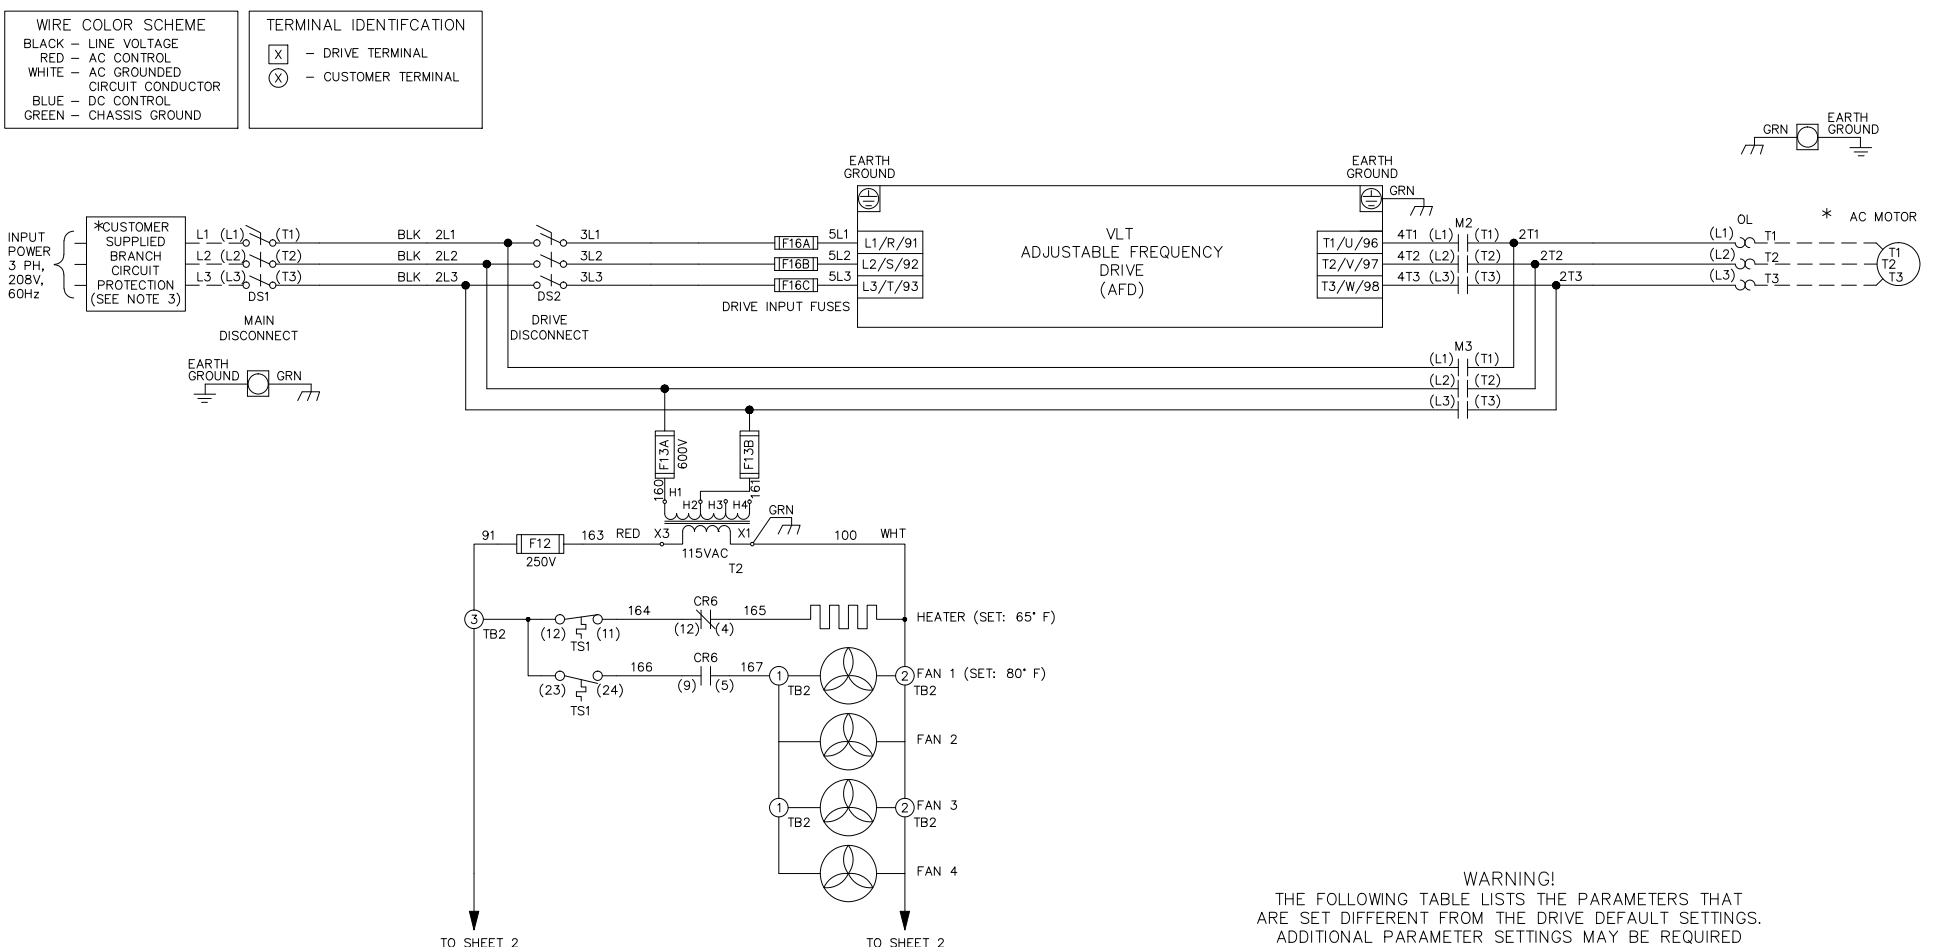 WIRE COLOR SCHEME
BLACK – LINE VOLTAGE
RED – AC CONTROL
WHITE – AC GROUNDED
CIRCUIT CONDUCTOR
BLUE – DC CONTROL
GREEN – CHASSIS GROUND
TERMINAL IDENTIFCATION
X – DRIVE TERMINAL
X – CUSTOMER TERMINAL
GRN
EARTH
GROUND
INPUT
POWER
3 PH,
208V,
60Hz
*CUSTOMER
SUPPLIED
BRANCH
CIRCUIT
PROTECTION
(SEE NOTE 3)
L1 (L1) (T1) BLK 2L1
L2 (L2) (T2) BLK 2L2
L3 (L3) (T3) BLK 2L3
DS1
MAIN
DISCONNECT
EARTH
GROUND
GRN
3L1
3L2
3L3
DS2
DRIVE
DISCONNECT
F16A 5L1
F16B 5L2
F16C 5L3
DRIVE INPUT FUSES
EARTH
GROUND
L1/R/91
L2/S/92
L3/T/93
VLT
ADJUSTABLE FREQUENCY
DRIVE
(AFD)
EARTH
GROUND
GRN
T1/U/96
T2/V/97
T3/W/98
M2
4T1 (L1) (T1) 2T1
4T2 (L2) (T2) 2T2
4T3 (L3) (T3) 2T3
M3
(L1) (T1)
(L2) (T2)
(L3) (T3)
OL
(L1) T1
(L2) T2
(L3) T3
* AC MOTOR
T1
T2
T3
F13A
600V
F13B
160
H1
H2
H3
H4
161
GRN
91
F12
250V
163 RED X3
115VAC
X1
T2
100 WHT
3
TB2
(12) (11)
TS1
164
CR6
(12) (4)
165
HEATER (SET: 65° F)
(23) (24)
TS1
166
CR6
(9) (5)
167
1
TB2
2
TB2
FAN 1 (SET: 80° F)
FAN 2
1
TB2
2
TB2
FAN 3
FAN 4
TO SHEET 2
TO SHEET 2
WARNING!
THE FOLLOWING TABLE LISTS THE PARAMETERS THAT
ARE SET DIFFERENT FROM THE DRIVE DEFAULT SETTINGS.
ADDITIONAL PARAMETER SETTINGS MAY BE REQUIRED